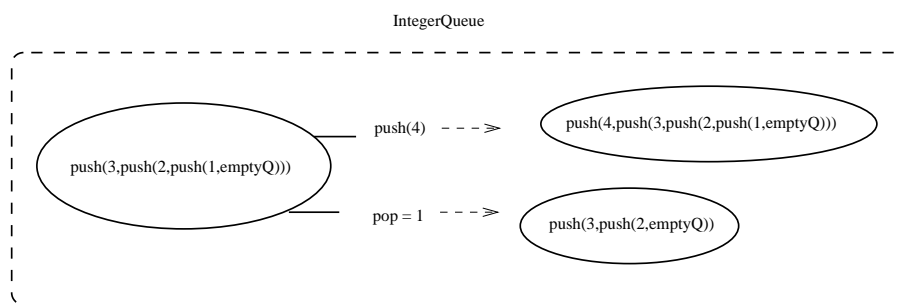 IntegerQueue
push(4)
push(4,push(3,push(2,push(1,emptyQ)))
push(3,push(2,push(1,emptyQ)))
pop = 1
push(3,push(2,emptyQ))